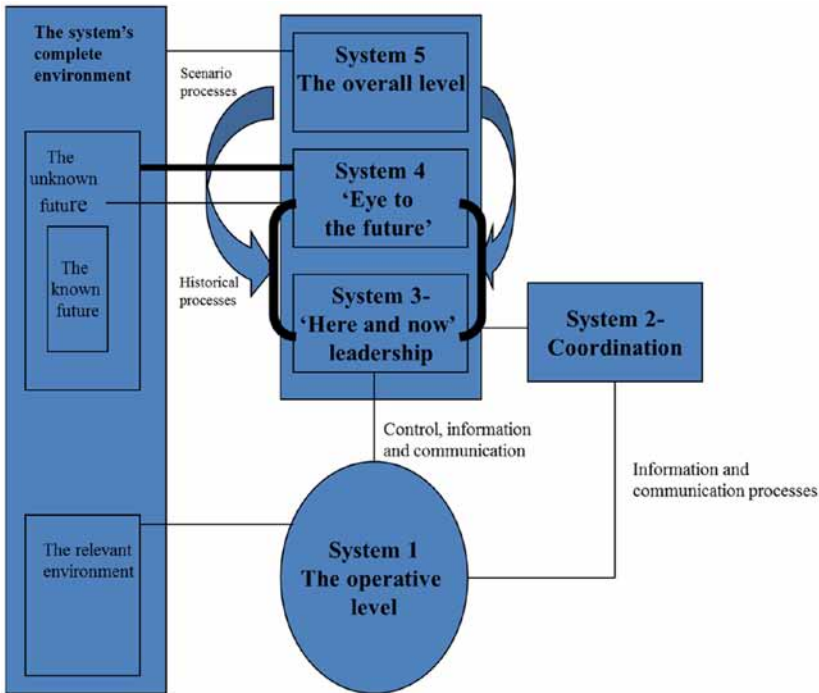 The system's
complete
environment
The
unknown
future
The
known
future
The relevant
environment
Scenario
processes
Historical
processes
System 5
The overall level
System 4
‘Eye to
the future’
System 3-
‘Here and now’
leadership
System 2-
Coordination
Control, information
and communication
Information and
communication processes
System 1
The operative
level